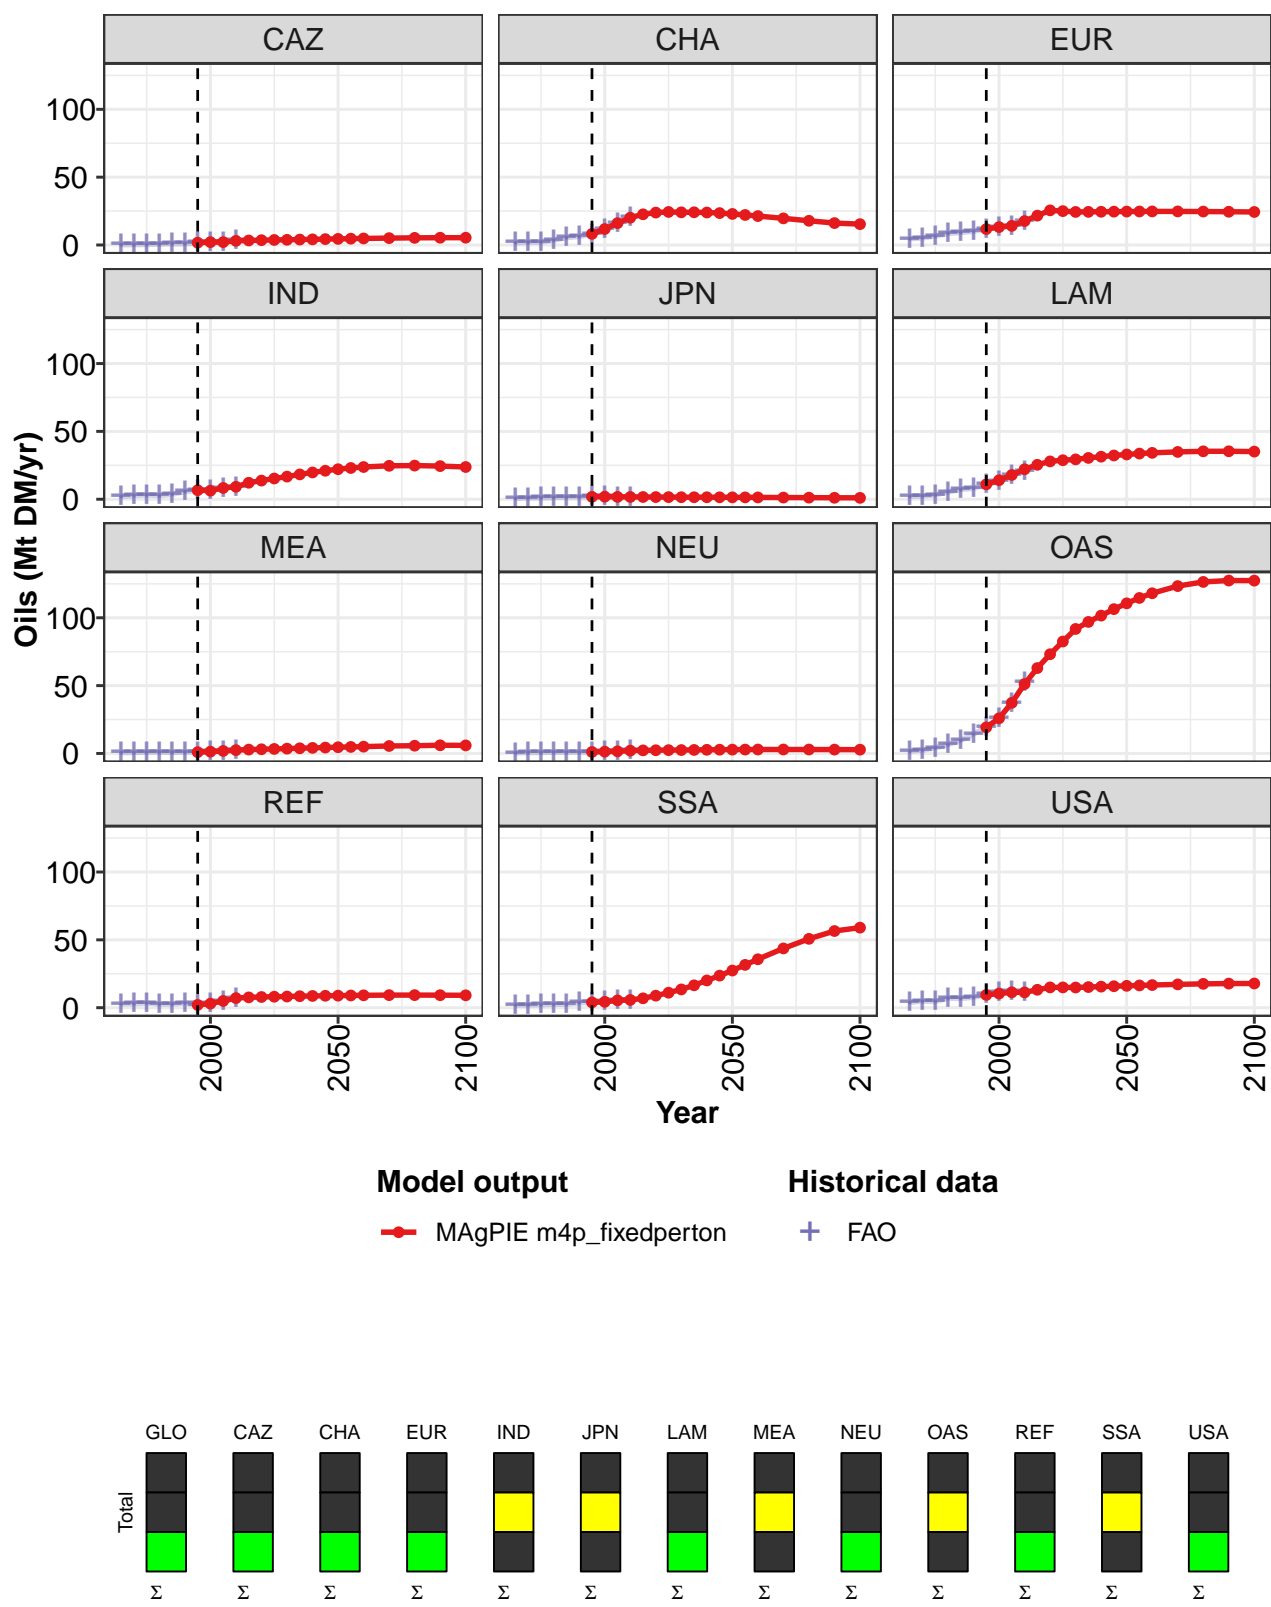 CAZ CHA EUR
100
50
0
IND JPN LAM
100
50
0
MEA NEU OAS
100
50
0
REF SSA USA
100
50
0
Oils (Mt DM/yr)
2000 2050 2100 2000 2050 2100 2000 2050 2100
Year
Model output Historical data
MAgPIE m4p_fixedperton FAO
GLO CAZ CHA EUR IND JPN LAM MEA NEU OAS REF SSA USA
Total
Σ Σ Σ Σ Σ Σ Σ Σ Σ Σ Σ Σ Σ